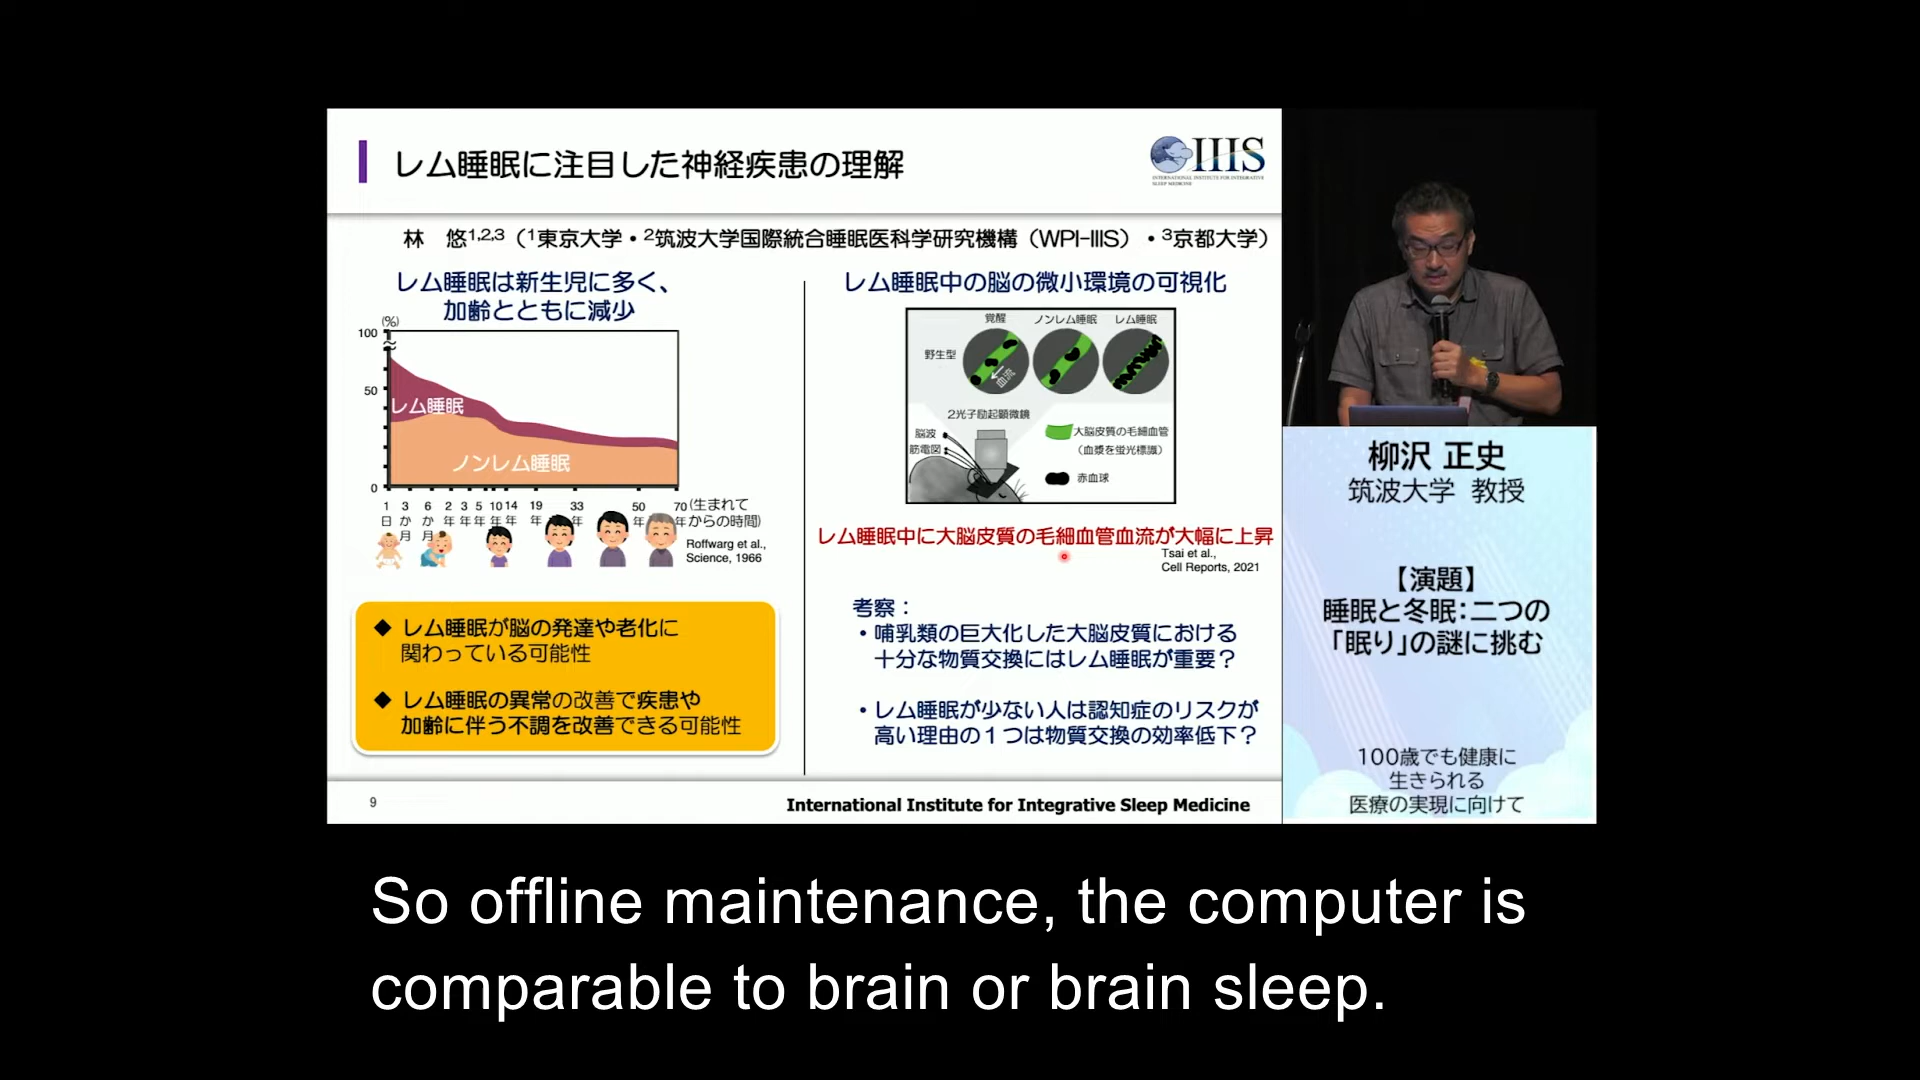 レム睡眠に注目した神経疾患の理解
IIIS
INTERNATIONAL INSTITUTE FOR INTEGRATIVE
SLEEP MEDICINE
林 悠1,2,3（1東京大学・2筑波大学国際統合睡眠医科学研究機構（WPI-IIIS）・3京都大学）
レム睡眠は新生児に多く、
加齢とともに減少
(%)
100
50
0
レム睡眠
ノンレム睡眠
1日 3か月 6か月 2年 3年 5年 10年 14年 19年 33年 50年 70年
(生まれて
からの時間)
Roffwarg et al.,
Science, 1966
◆ レム睡眠が脳の発達や老化に
関わっている可能性
◆ レム睡眠の異常の改善で疾患や
加齢に伴う不調を改善できる可能性
レム睡眠中の脳の微小環境の可視化
覚醒 ノンレム睡眠 レム睡眠
野生型
血流
2光子励起顕微鏡
脳波
筋電図
大脳皮質の毛細血管
（血漿を蛍光標識）
赤血球
レム睡眠中に大脳皮質の毛細血管血流が大幅に上昇
Tsai et al.,
Cell Reports, 2021
考察：
・哺乳類の巨大化した大脳皮質における
十分な物質交換にはレム睡眠が重要？
・レム睡眠が少ない人は認知症のリスクが
高い理由の１つは物質交換の効率低下？
9
International Institute for Integrative Sleep Medicine
柳沢 正史
筑波大学 教授
【演題】
睡眠と冬眠：二つの
「眠り」の謎に挑む
100歳でも健康に
生きられる
医療の実現に向けて
So offline maintenance, the computer is
comparable to brain or brain sleep.